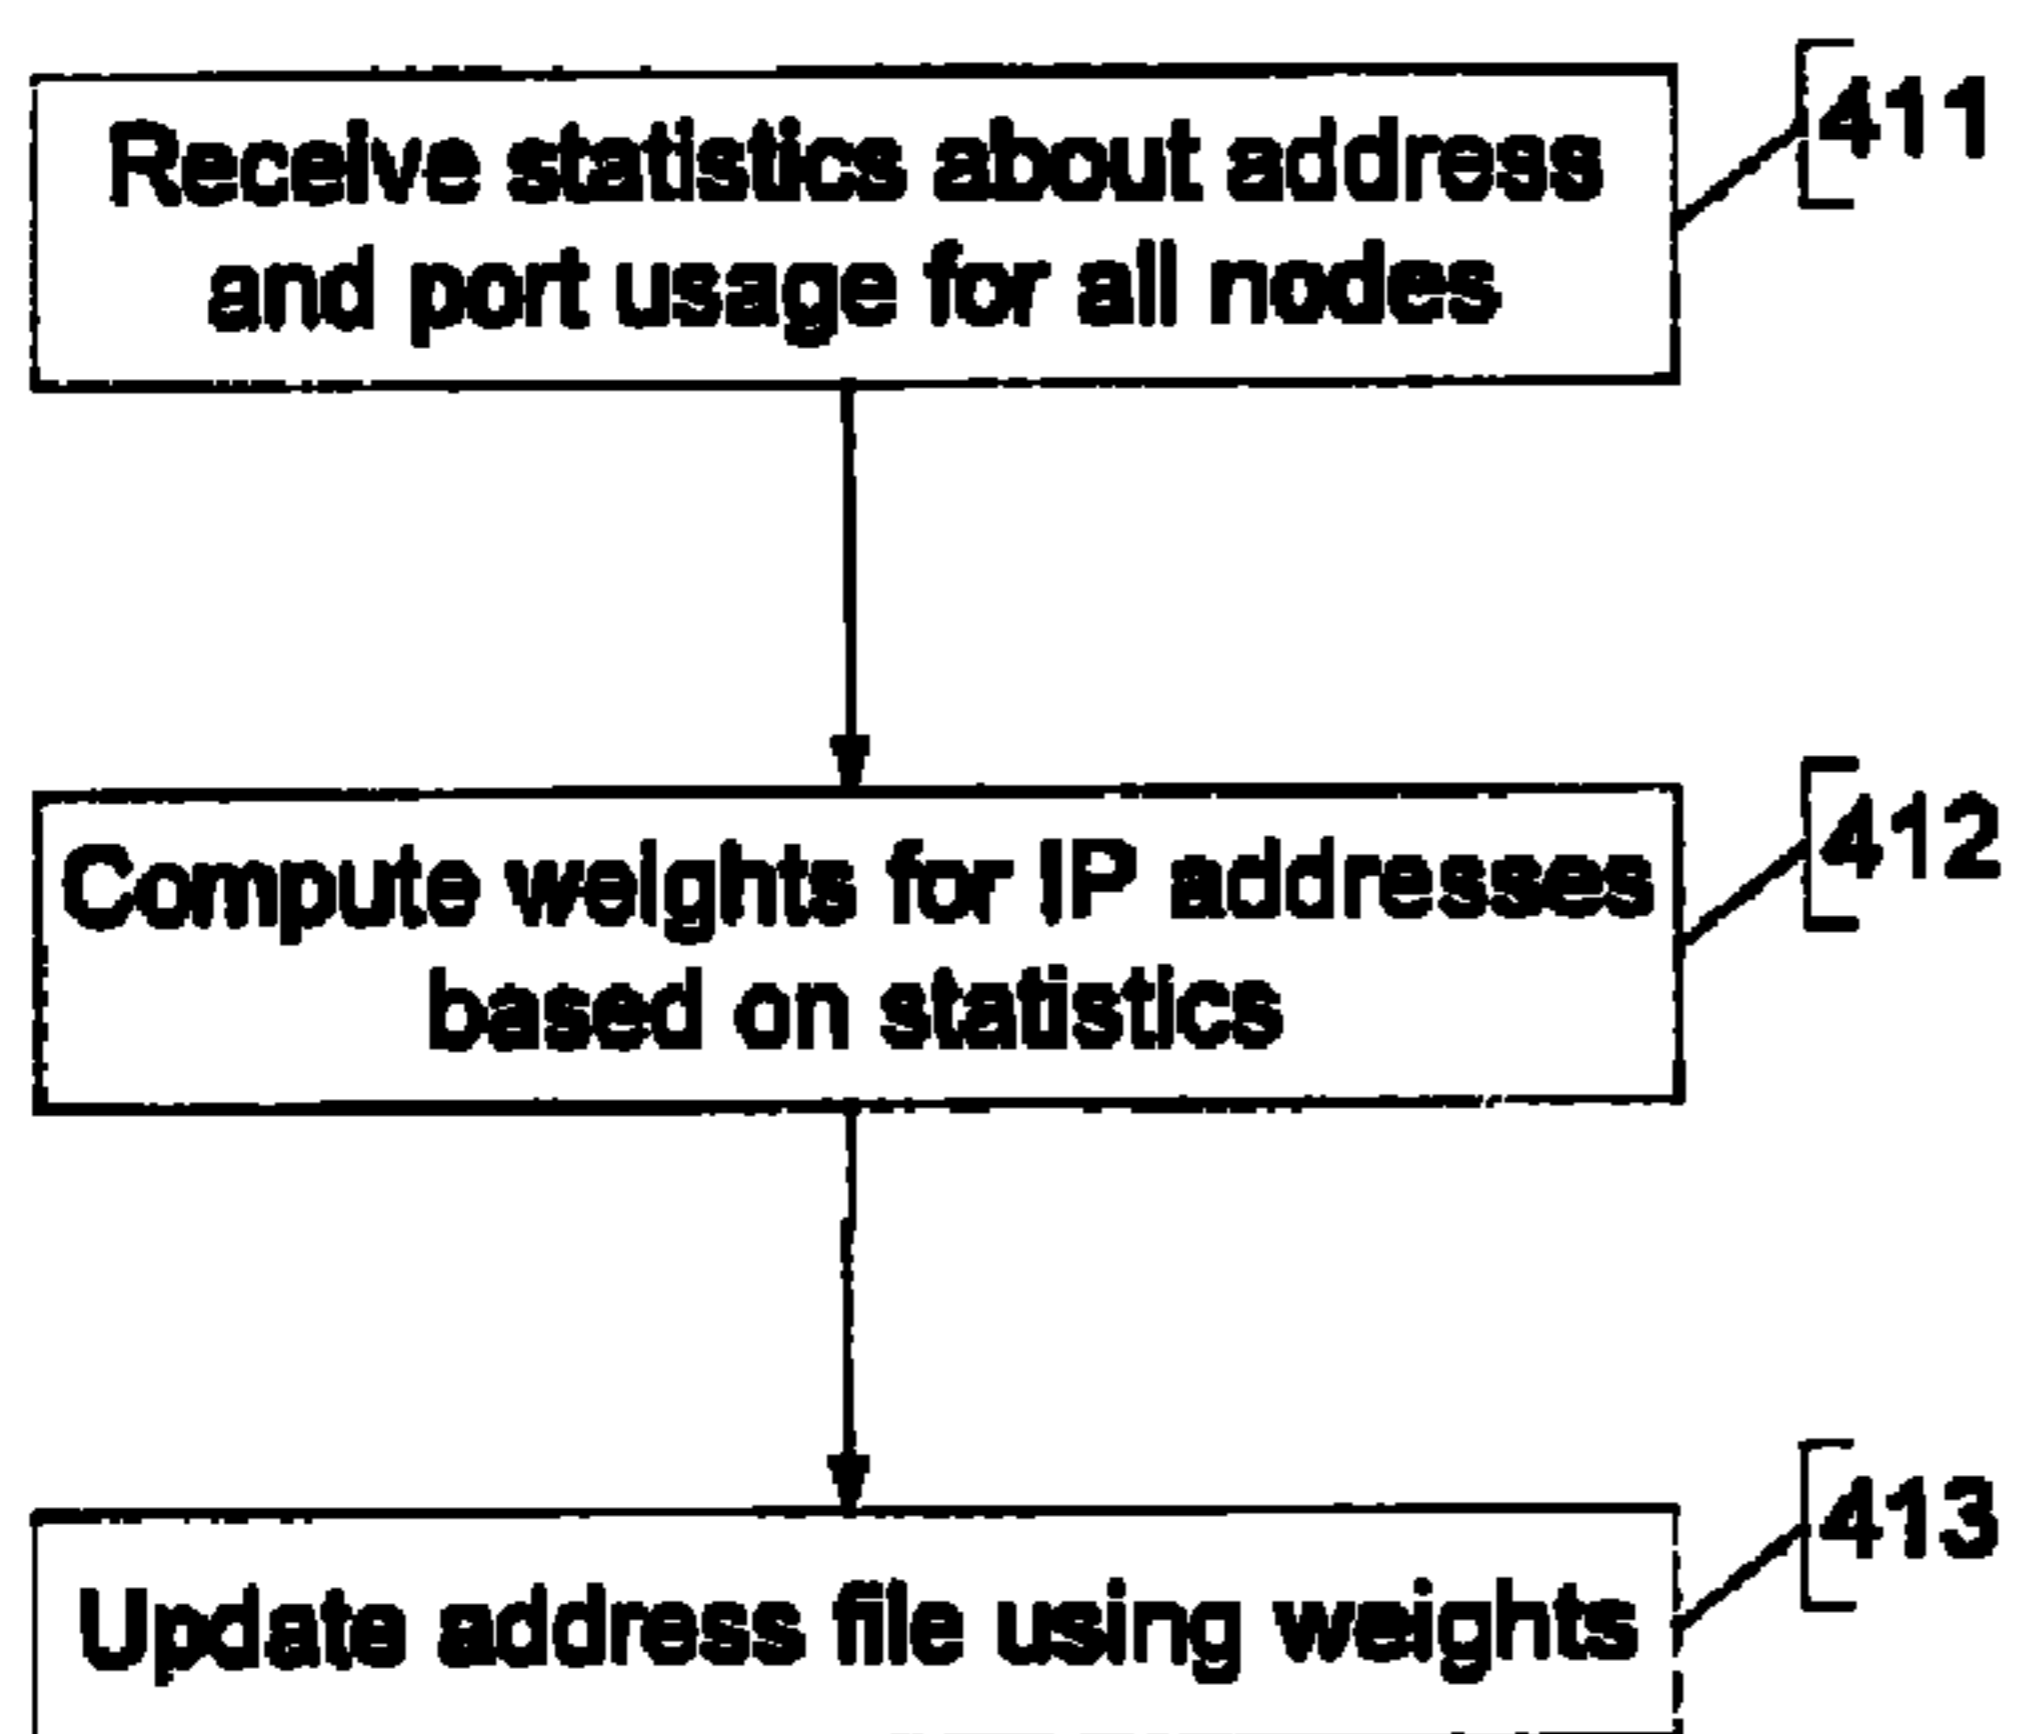 Receive statistics about address
and port usage for all nodes
411
Compute weights for IP addresses
based on statistics
412
413
Update address file using weights